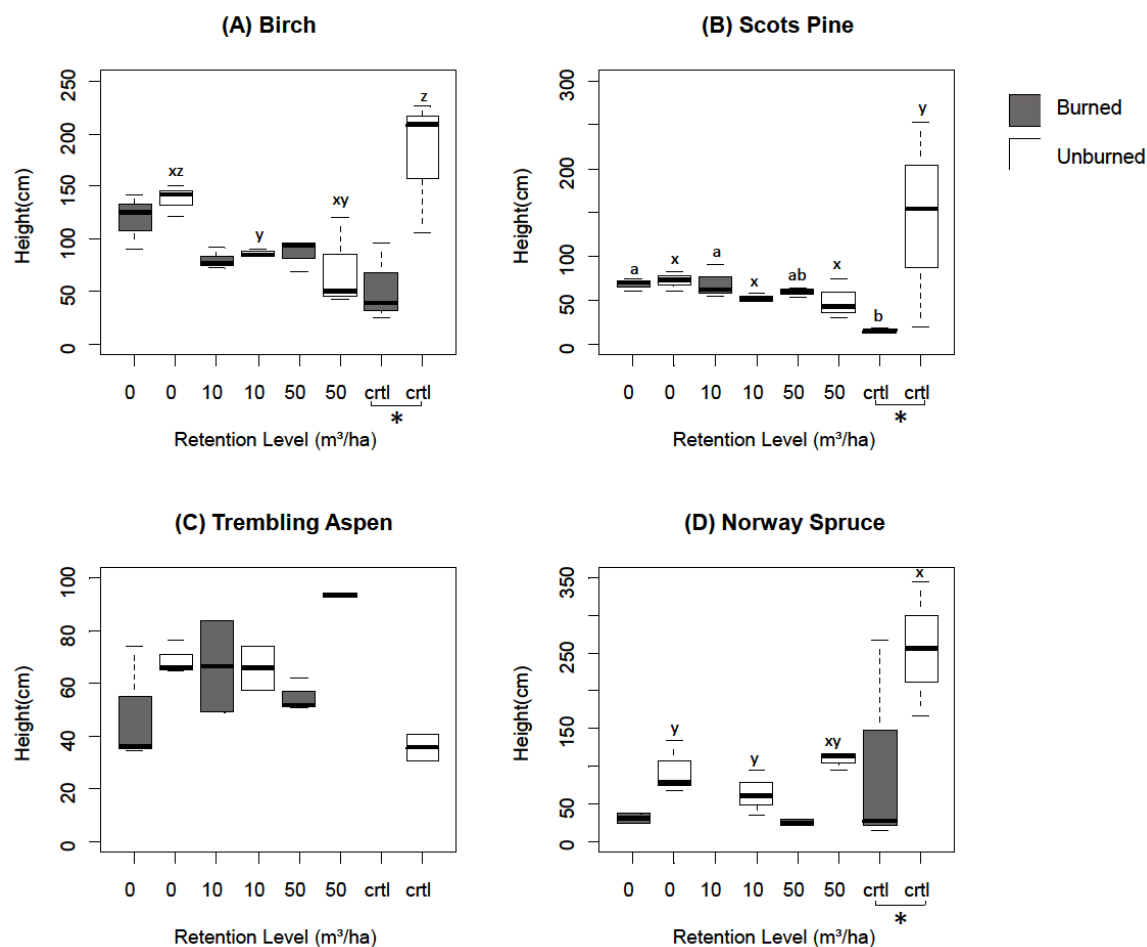 (A) Birch
(B) Scots Pine
Burned
Unburned
Height(cm)
250
200
150
100
50
0
xz
y
xy
z
0 0 10 10 50 50 crtl crtl
*
Retention Level (m³/ha)
Height(cm)
300
200
150
100
50
0
a
x
a
x
ab
x
b
y
0 0 10 10 50 50 crtl crtl
*
Retention Level (m³/ha)
(C) Trembling Aspen
(D) Norway Spruce
Height(cm)
100
80
60
40
20
0
0 0 10 10 50 50 crtl crtl
Retention Level (m³/ha)
Height(cm)
350
250
150
50
0
y
y
xy
x
0 0 10 10 50 50 crtl crtl
*
Retention Level (m³/ha)